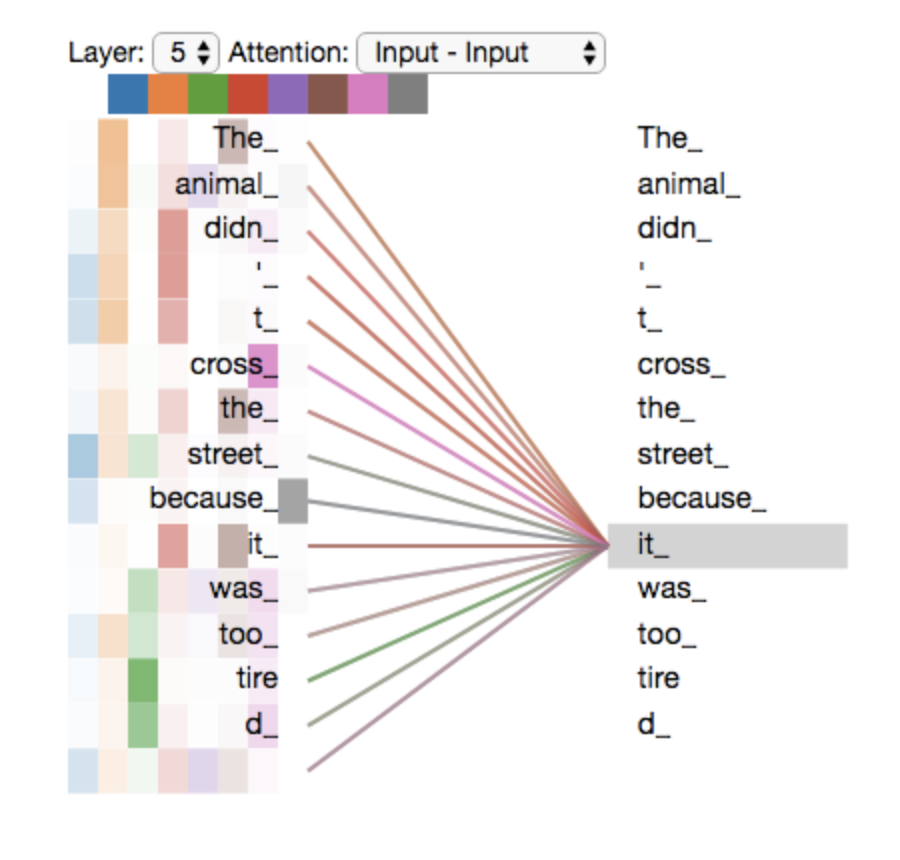 Layer: 5 Attention: Input - Input
The_ The_
animal_ animal_
didn_ didn_
'_ '_
t_ t_
cross_ cross_
the_ the_
street_ street_
because_ because_
it_ it_
was_ was_
too_ too_
tire tire
d_ d_